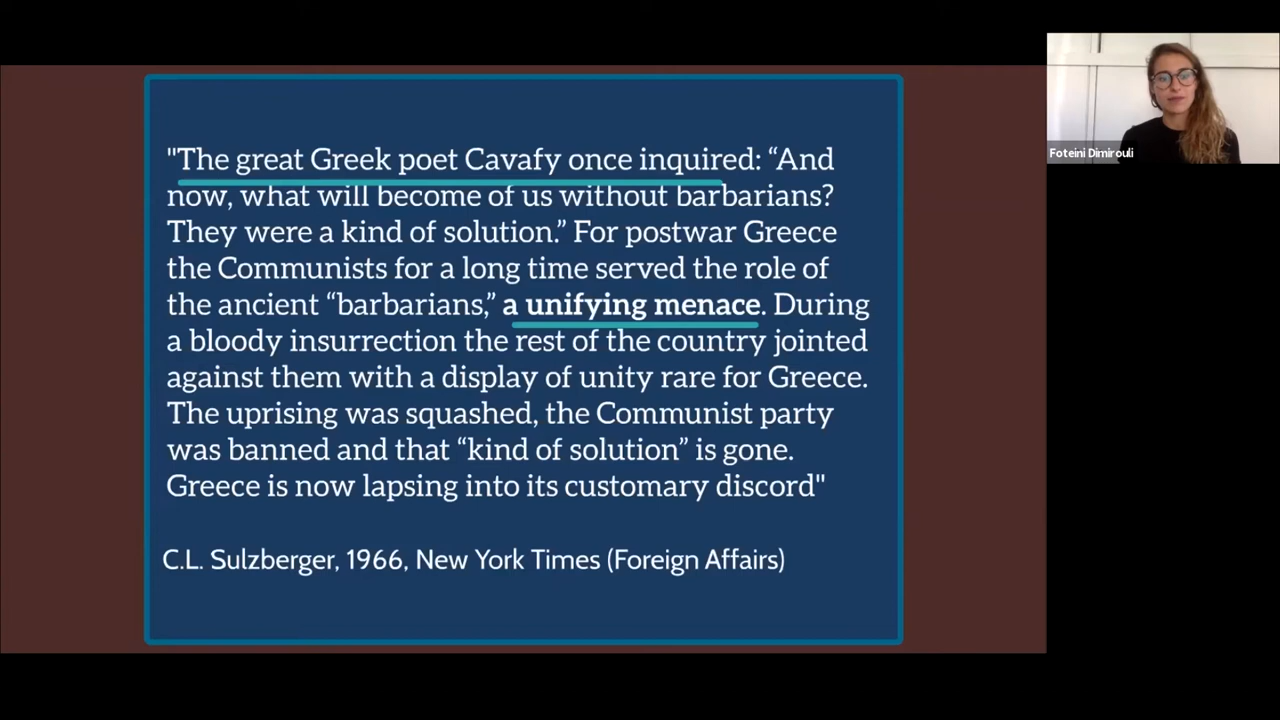 "The great Greek poet Cavafy once inquired: “And
now, what will become of us without barbarians?
They were a kind of solution.” For postwar Greece
the Communists for a long time served the role of
the ancient “barbarians,” a unifying menace. During
a bloody insurrection the rest of the country jointed
against them with a display of unity rare for Greece.
The uprising was squashed, the Communist party
was banned and that “kind of solution” is gone.
Greece is now lapsing into its customary discord"
C.L. Sulzberger, 1966, New York Times (Foreign Affairs)
Foteini Dimirouli